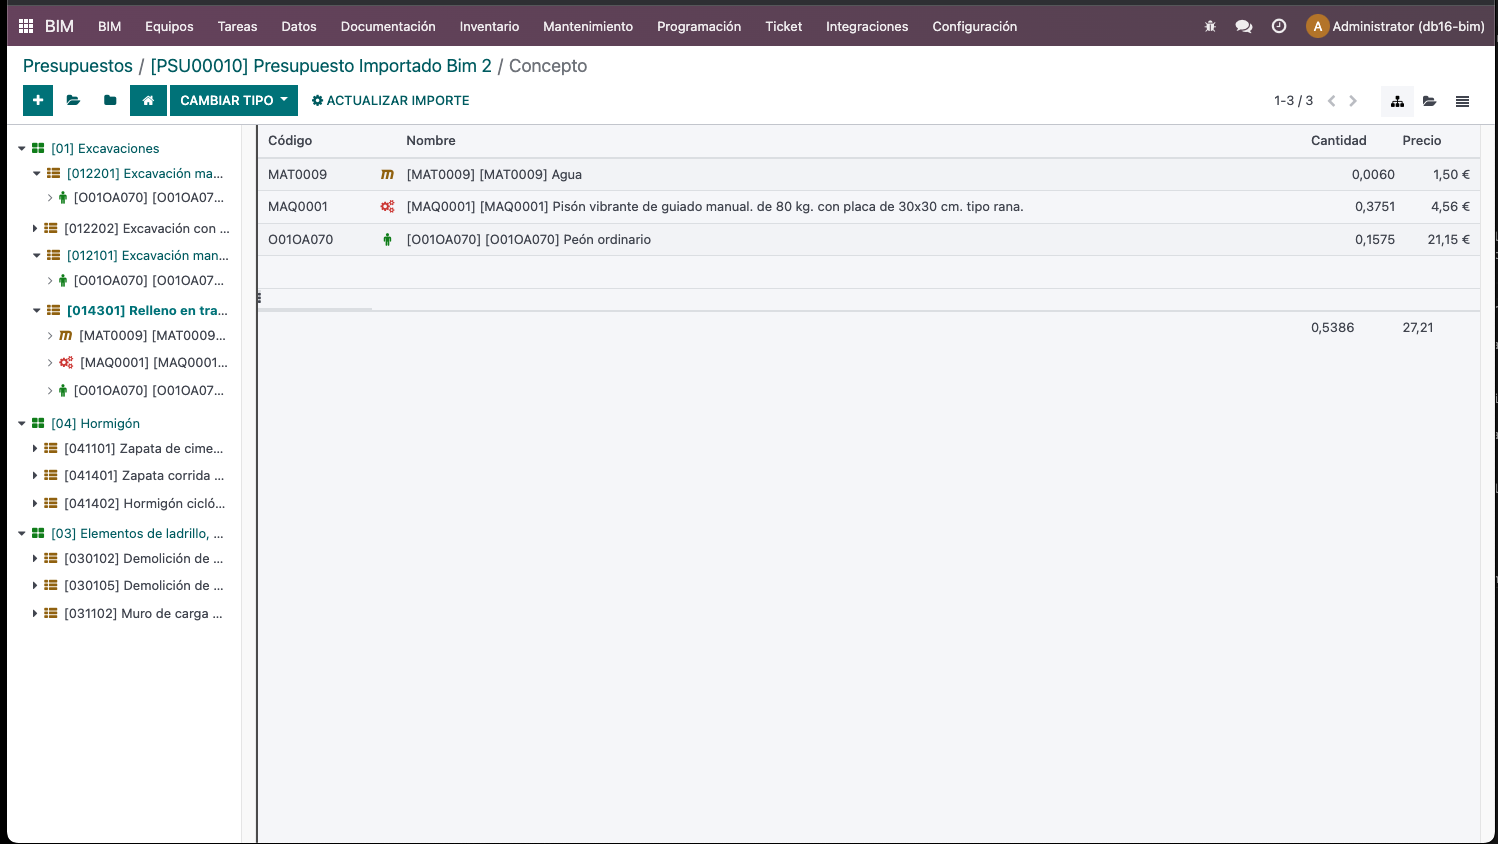 BIM BIM Equipos Tareas Datos Documentación Inventario Mantenimiento Programación Ticket Integraciones Configuración A Administrator (db16-bim)
Presupuestos / [PSU00010] Presupuesto Importado Bim 2 / Concepto
+ CAMBIAR TIPO ACTUALIZAR IMPORTE 1-3 / 3
[01] Excavaciones
[012201] Excavación ma...
[O01OA070] [O01OA07...
[012202] Excavación con ...
[012101] Excavación man...
[O01OA070] [O01OA07...
[014301] Relleno en tra...
[MAT0009] [MAT0009...
[MAQ0001] [MAQ0001...
[O01OA070] [O01OA07...
[04] Hormigón
[041101] Zapata de cime...
[041401] Zapata corrida ...
[041402] Hormigón cicló...
[03] Elementos de ladrillo, ...
[030102] Demolición de ...
[030105] Demolición de ...
[031102] Muro de carga ...
Código Nombre Cantidad Precio
MAT0009 m [MAT0009] [MAT0009] Agua 0,0060 1,50 €
MAQ0001 [MAQ0001] [MAQ0001] Pisón vibrante de guiado manual. de 80 kg. con placa de 30x30 cm. tipo rana. 0,3751 4,56 €
O01OA070 [O01OA070] [O01OA070] Peón ordinario 0,1575 21,15 €
0,5386 27,21